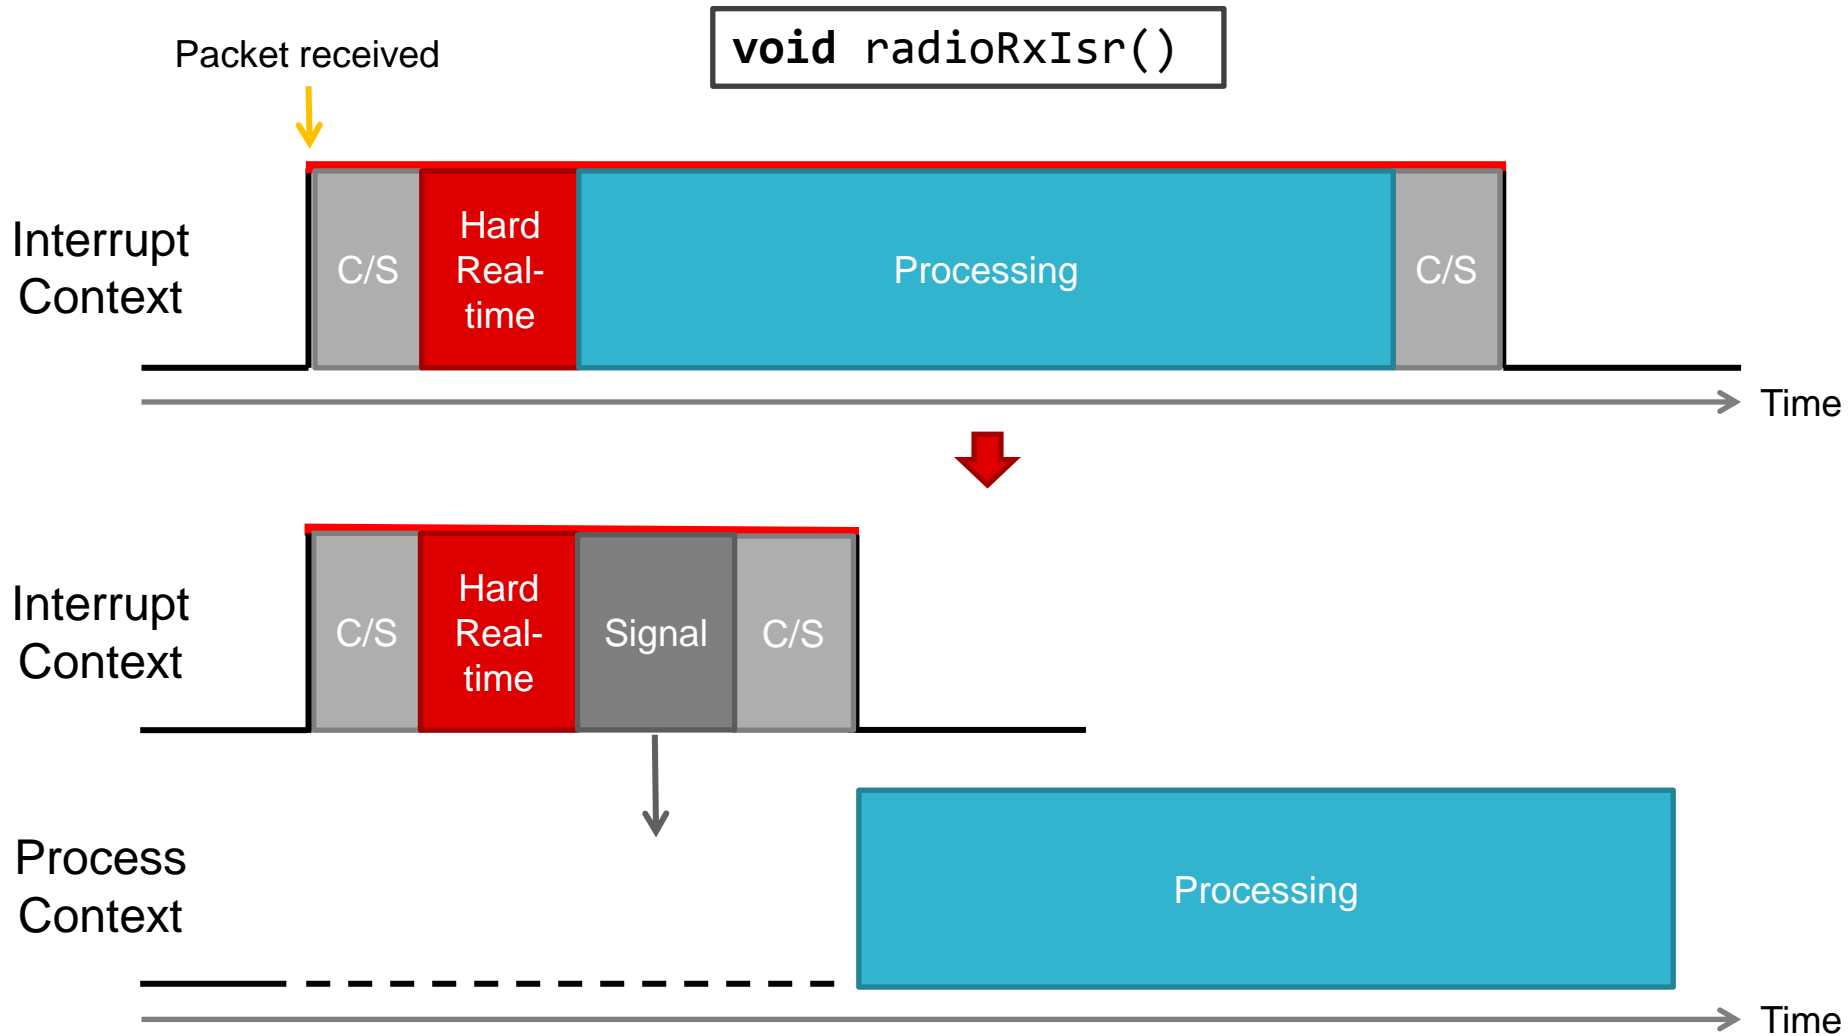 Packet received
void radioRxIsr()
Interrupt
Context
C/S
Hard
Real-
time
Processing
C/S
Time
Interrupt
Context
C/S
Hard
Real-
time
Signal
C/S
Process
Context
Processing
Time